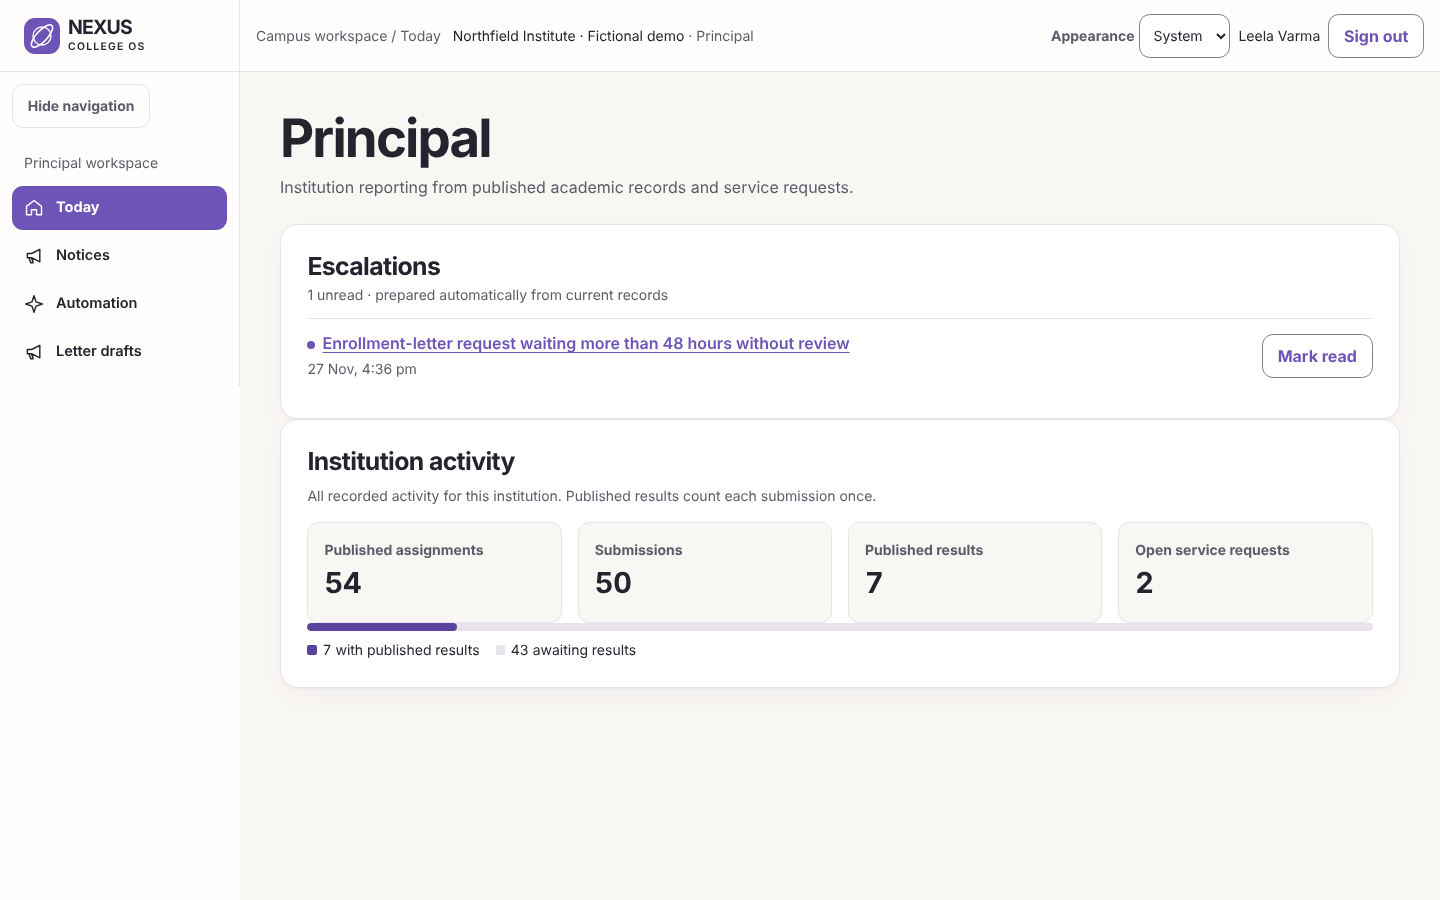 NEXUS
COLLEGE OS
Campus workspace / Today Northfield Institute · Fictional demo · Principal
Appearance System Leela Varma Sign out
Hide navigation
Principal workspace
Today
Notices
Automation
Letter drafts
Principal
Institution reporting from published academic records and service requests.
Escalations
1 unread · prepared automatically from current records
Enrollment-letter request waiting more than 48 hours without review
27 Nov, 4:36 pm
Mark read
Institution activity
All recorded activity for this institution. Published results count each submission once.
Published assignments
54
Submissions
50
Published results
7
Open service requests
2
7 with published results 43 awaiting results